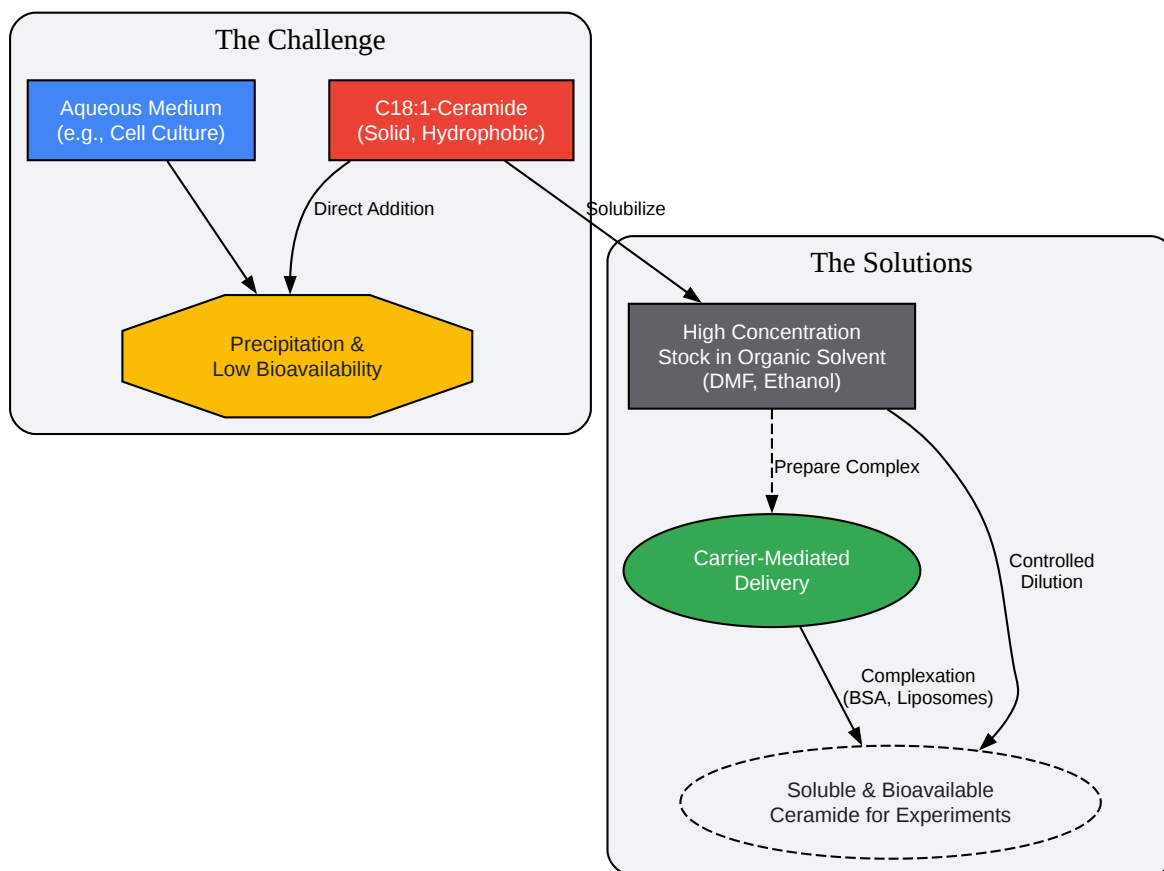 The Challenge
Aqueous Medium
(e.g., Cell Culture)
C18:1-Ceramide
(Solid, Hydrophobic)
Direct Addition
Solubilize
Precipitation &
Low Bioavailability
The Solutions
High Concentration
Stock in Organic Solvent
(DMF, Ethanol)
Prepare Complex
Carrier-Mediated
Delivery
Controlled
Dilution
Complexation
(BSA, Liposomes)
Soluble & Bioavailable
Ceramide for Experiments